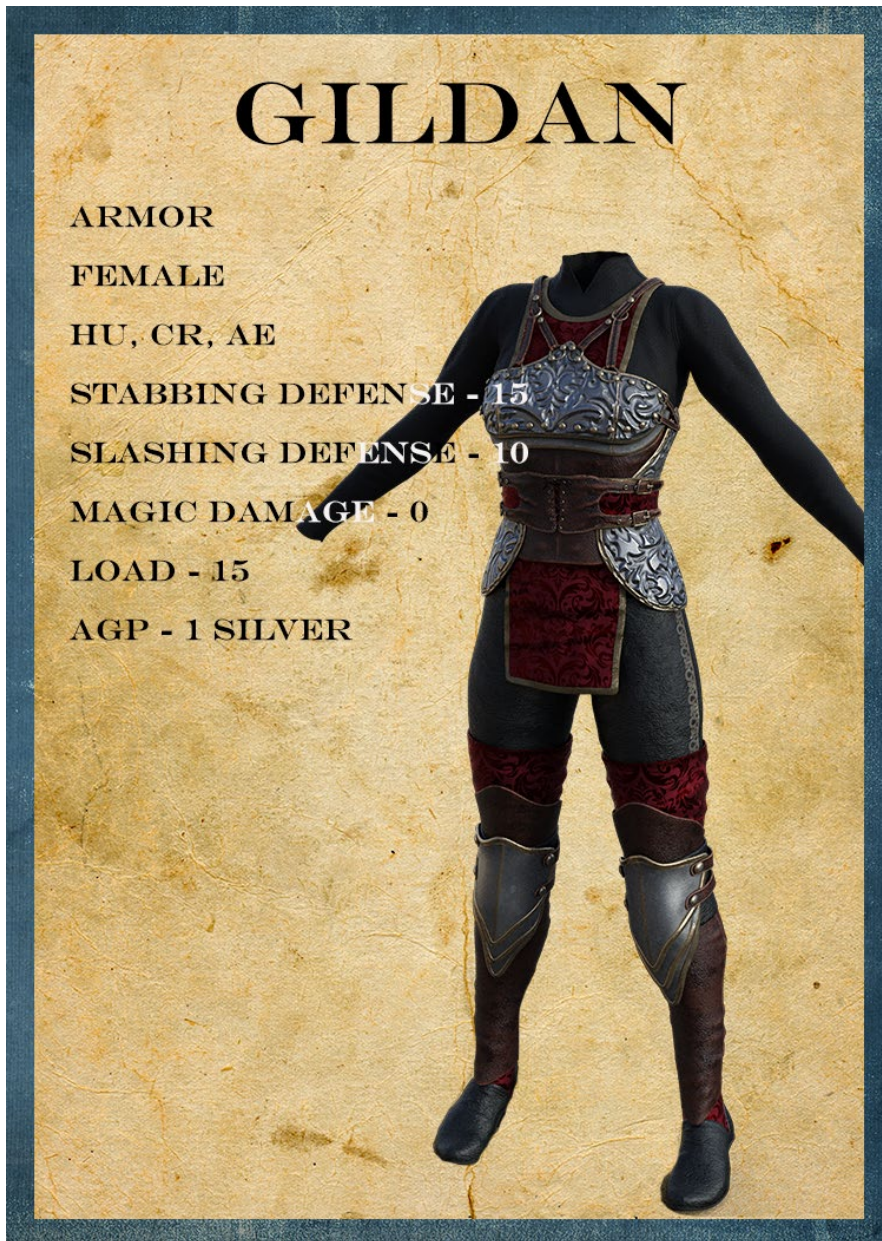 GILDAN
ARMOR
FEMALE
HU, CR, AE
STABBING DEFENSE - 15
SLASHING DEFENSE - 10
MAGIC DAMAGE - 0
LOAD - 15
AGP - 1 SILVER